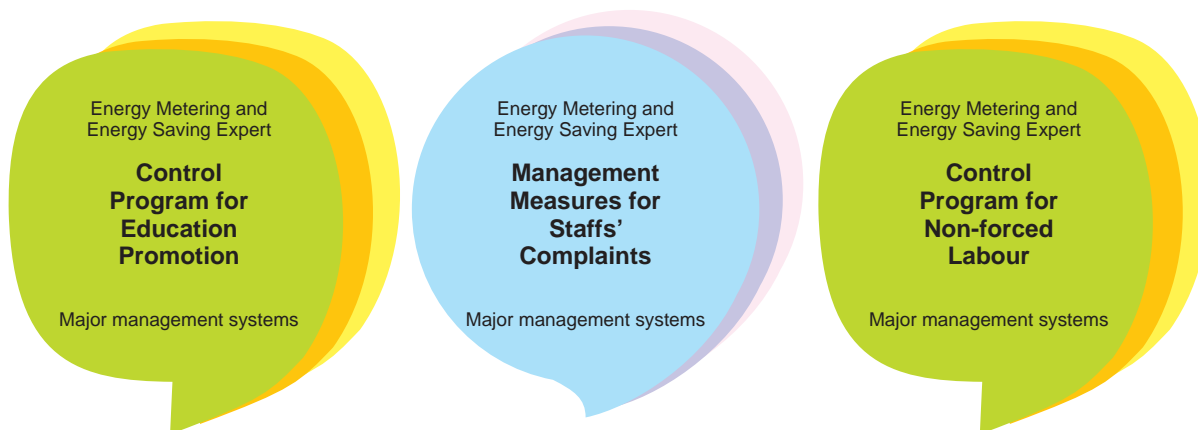 Energy Metering and
Energy Saving Expert
Control
Program for
Education
Promotion
Major management systems
Energy Metering and
Energy Saving Expert
Management
Measures for
Staffs’
Complaints
Major management systems
Energy Metering and
Energy Saving Expert
Control
Program for
Non-forced
Labour
Major management systems